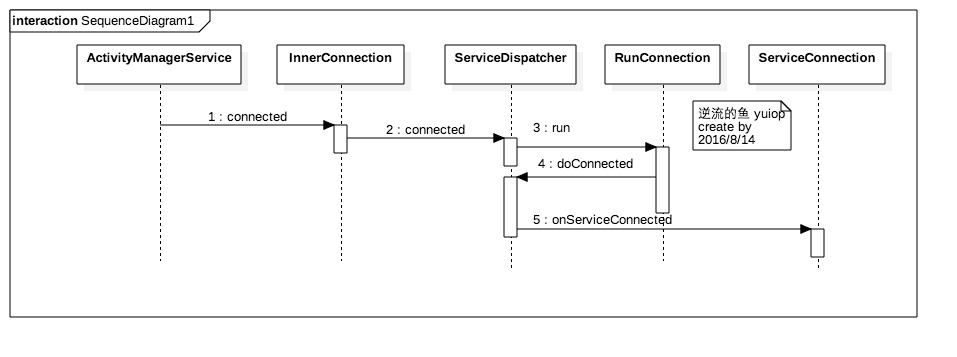 interaction SequenceDiagram1
ActivityManagerService
InnerConnection
ServiceDispatcher
RunConnection
ServiceConnection
逆流的鱼 yuiop
create by
2016/8/14
1 : connected
2 : connected
3 : run
4 : doConnected
5 : onServiceConnected